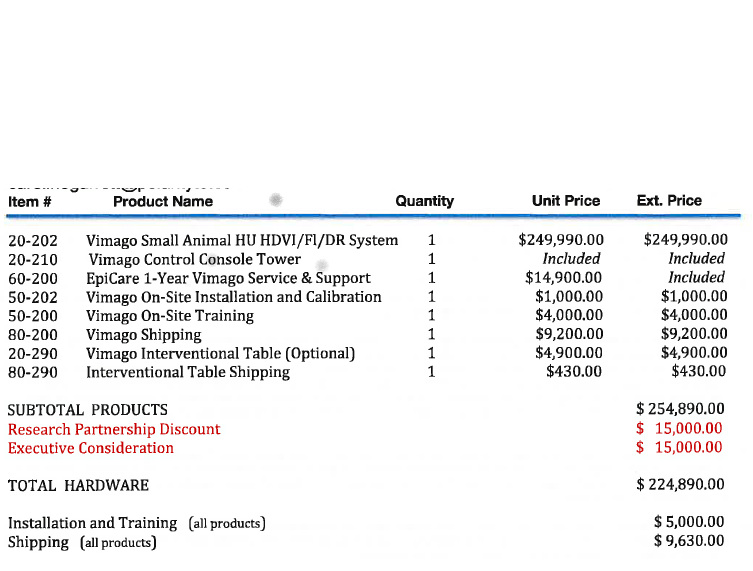 Item # Product Name Quantity Unit Price Ext. Price
20-202 Vimago Small Animal HU HDVI/Fl/DR System 1 $249,990.00 $249,990.00
20-210 Vimago Control Console Tower 1 Included Included
60-200 EpiCare 1-Year Vimago Service & Support 1 $14,900.00 Included
50-202 Vimago On-Site Installation and Calibration 1 $1,000.00 $1,000.00
50-200 Vimago On-Site Training 1 $4,000.00 $4,000.00
80-200 Vimago Shipping 1 $9,200.00 $9,200.00
20-290 Vimago Interventional Table (Optional) 1 $4,900.00 $4,900.00
80-290 Interventional Table Shipping 1 $430.00 $430.00
SUBTOTAL PRODUCTS $ 254,890.00
Research Partnership Discount $ 15,000.00
Executive Consideration $ 15,000.00
TOTAL HARDWARE $ 224,890.00
Installation and Training (all products) $ 5,000.00
Shipping (all products) $ 9,630.00